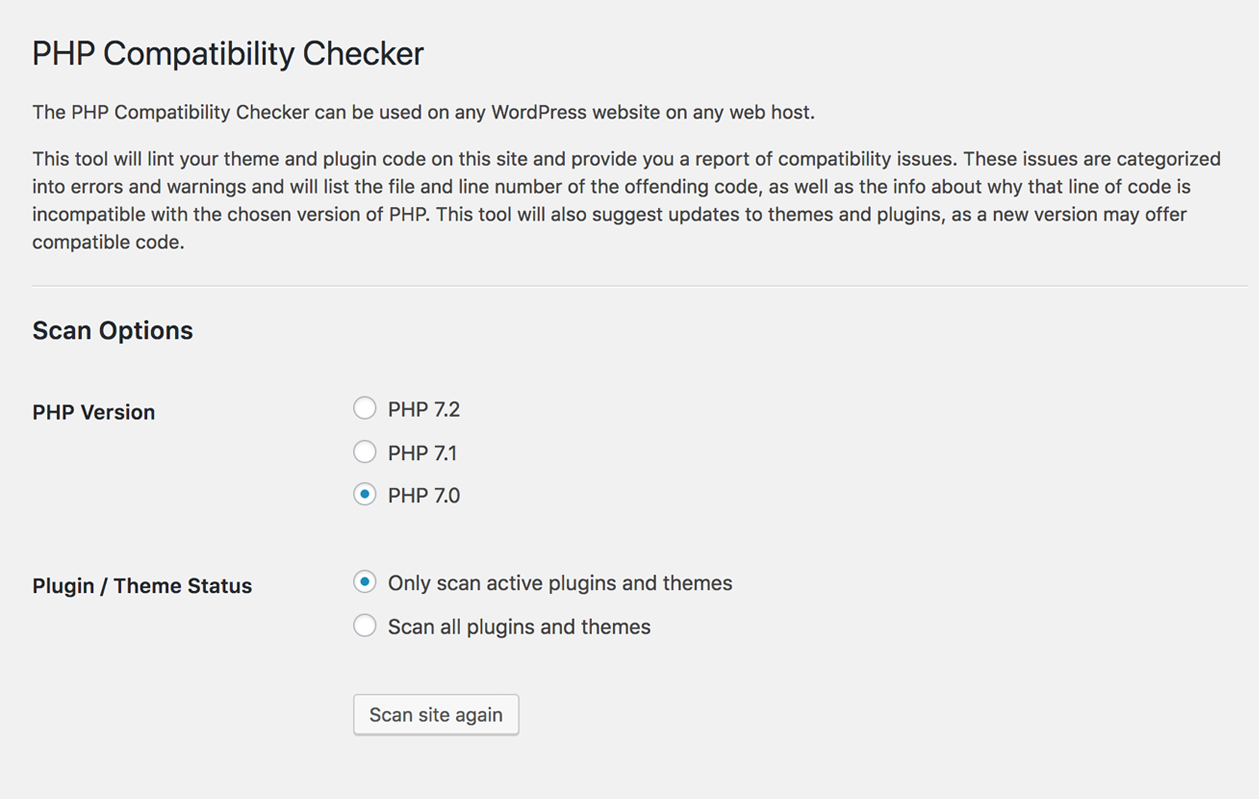 PHP Compatibility Checker
The PHP Compatibility Checker can be used on any WordPress website on any web host.
This tool will lint your theme and plugin code on this site and provide you a report of compatibility issues. These issues are categorized
into errors and warnings and will list the file and line number of the offending code, as well as the info about why that line of code is
incompatible with the chosen version of PHP. This tool will also suggest updates to themes and plugins, as a new version may offer
compatible code.
Scan Options
PHP Version
PHP 7.2
PHP 7.1
PHP 7.0
Plugin / Theme Status
Only scan active plugins and themes
Scan all plugins and themes
Scan site again